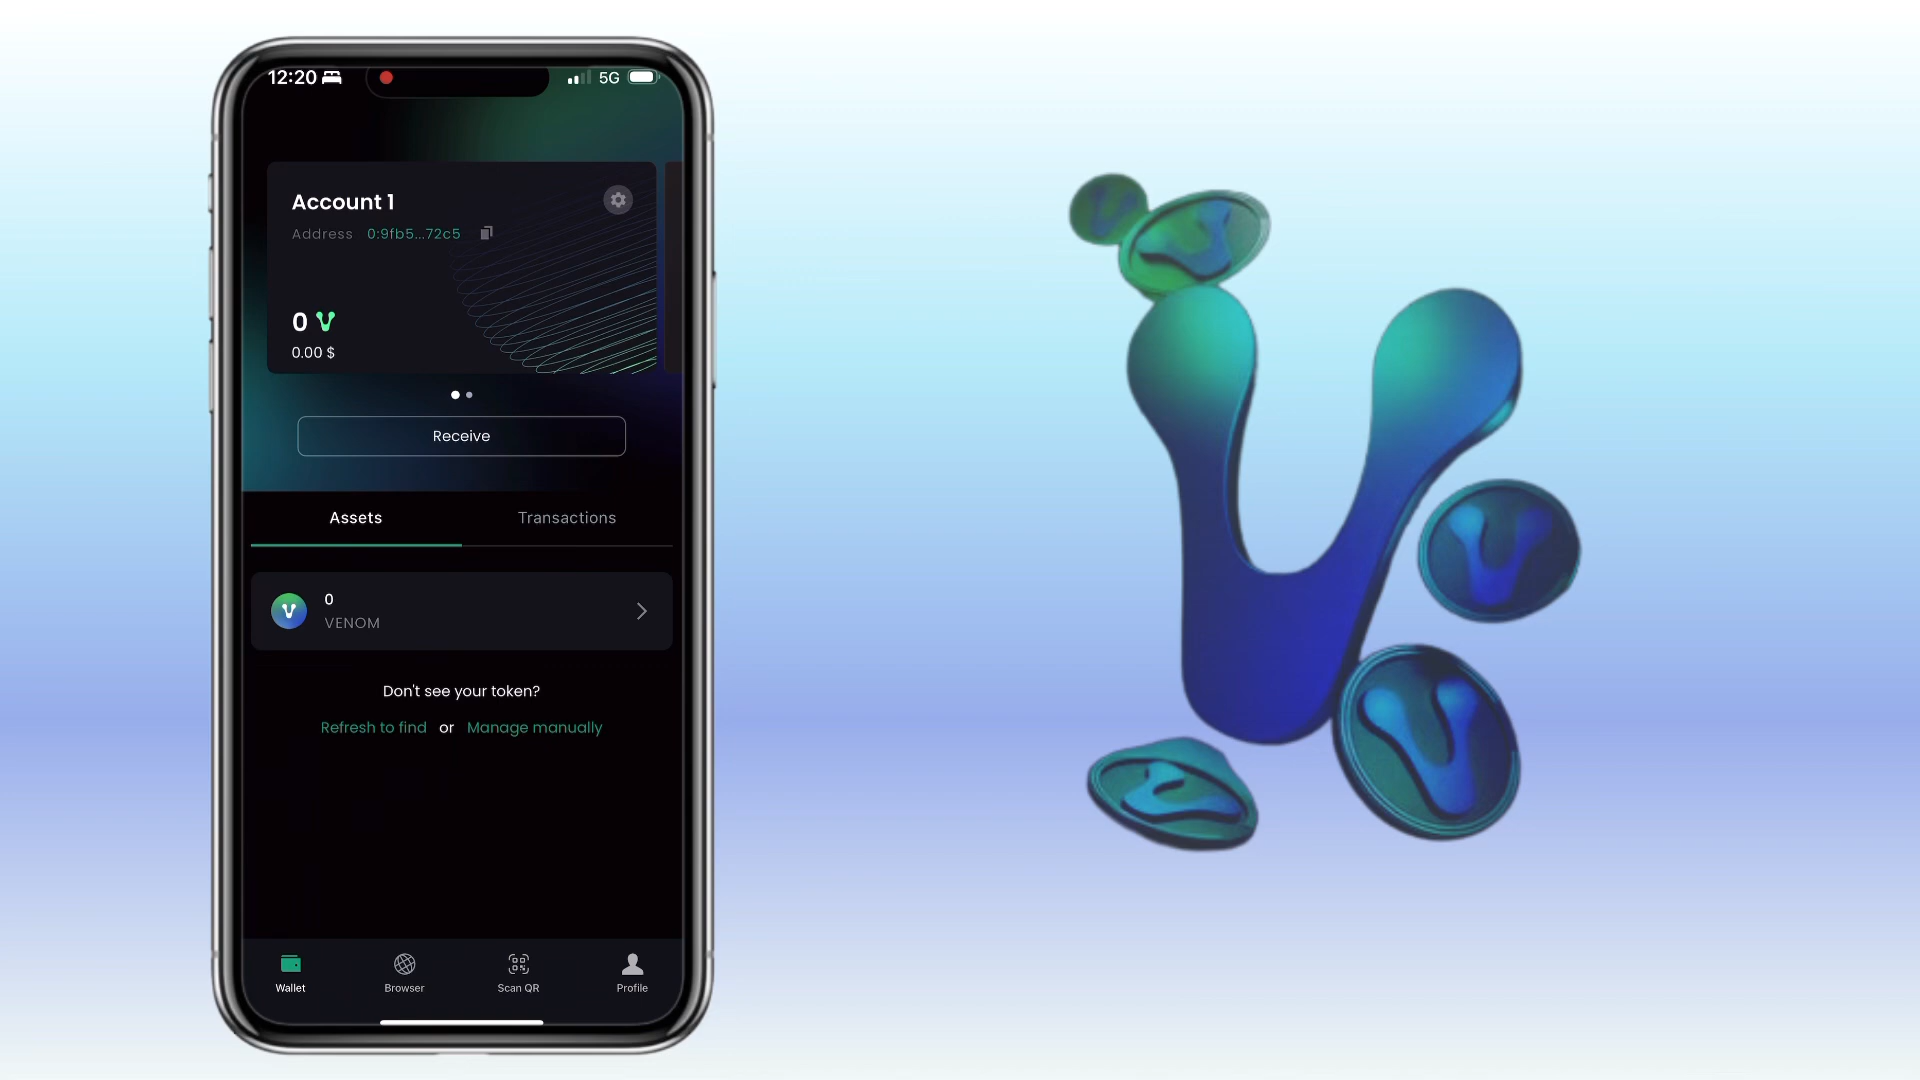 12:20
5G
Account 1
Address 0:9fb5...72c5
0
0.00 $
Receive
Assets
Transactions
0
VENOM
Don't see your token?
Refresh to find or Manage manually
Wallet
Browser
Scan QR
Profile